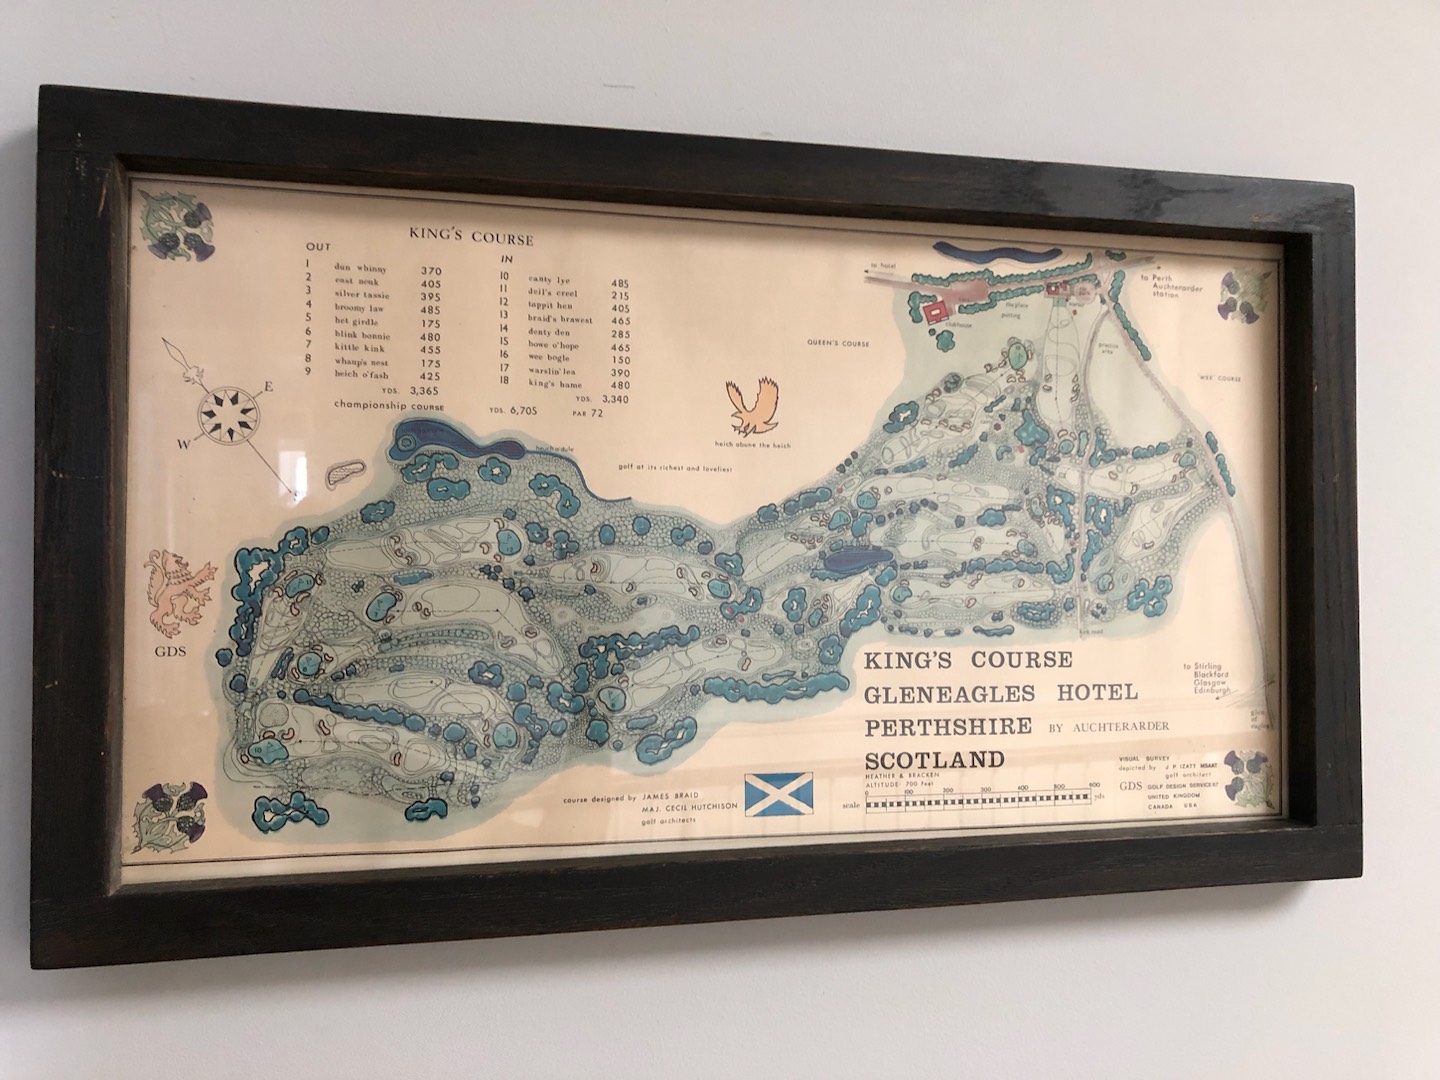 KING'S COURSE
OUT
1 dun whinny 370
2 east neuk 405
3 silver tassie 395
4 broomy law 485
5 het girdle 175
6 blink bonnie 480
7 kittle kink 455
8 whaup's nest 175
9 heich o'fash 425
YDS. 3,365
IN
10 canty lye 485
11 deil's creel 215
12 tappit hen 405
13 braid's brawest 465
14 denty den 285
15 howe o'hope 465
16 wee bogle 150
17 warslin' lea 390
18 king's hame 480
YDS. 3,340
championship COURSE YDS. 6,705 PAR 72
E
W
GDS
heich abune the heich
golf at its richest and loveliest
QUEEN'S COURSE
to hotel
clubhouse
putting
practice
area
to Perth
Auchterarder
station
"WEE" COURSE
KING'S COURSE
GLENEAGLES HOTEL
PERTHSHIRE BY AUCHTERARDER
SCOTLAND
HEATHER & BRACKEN
ALTITUDE: 700 Feet
scale 0 100 200 300 400 500 600 yds
to Stirling
Blackford
Glasgow
Edinburgh
course designed by JAMES BRAID
MAJ. CECIL HUTCHISON
golf architects
VISUAL SURVEY
depicted by J P IZATT MSAAT
golf architect
GDS GOLF DESIGN SERVICE
UNITED KINGDOM
CANADA USA